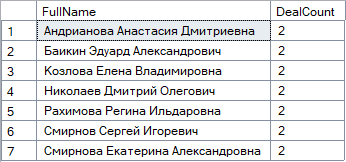 FullName DealCount
1 Андрианова Анастасия Дмитриевна 2
2 Баикин Эдуард Александрович 2
3 Козлова Елена Владимировна 2
4 Николаев Дмитрий Олегович 2
5 Рахимова Регина Ильдаровна 2
6 Смирнов Сергей Игоревич 2
7 Смирнова Екатерина Александровна 2